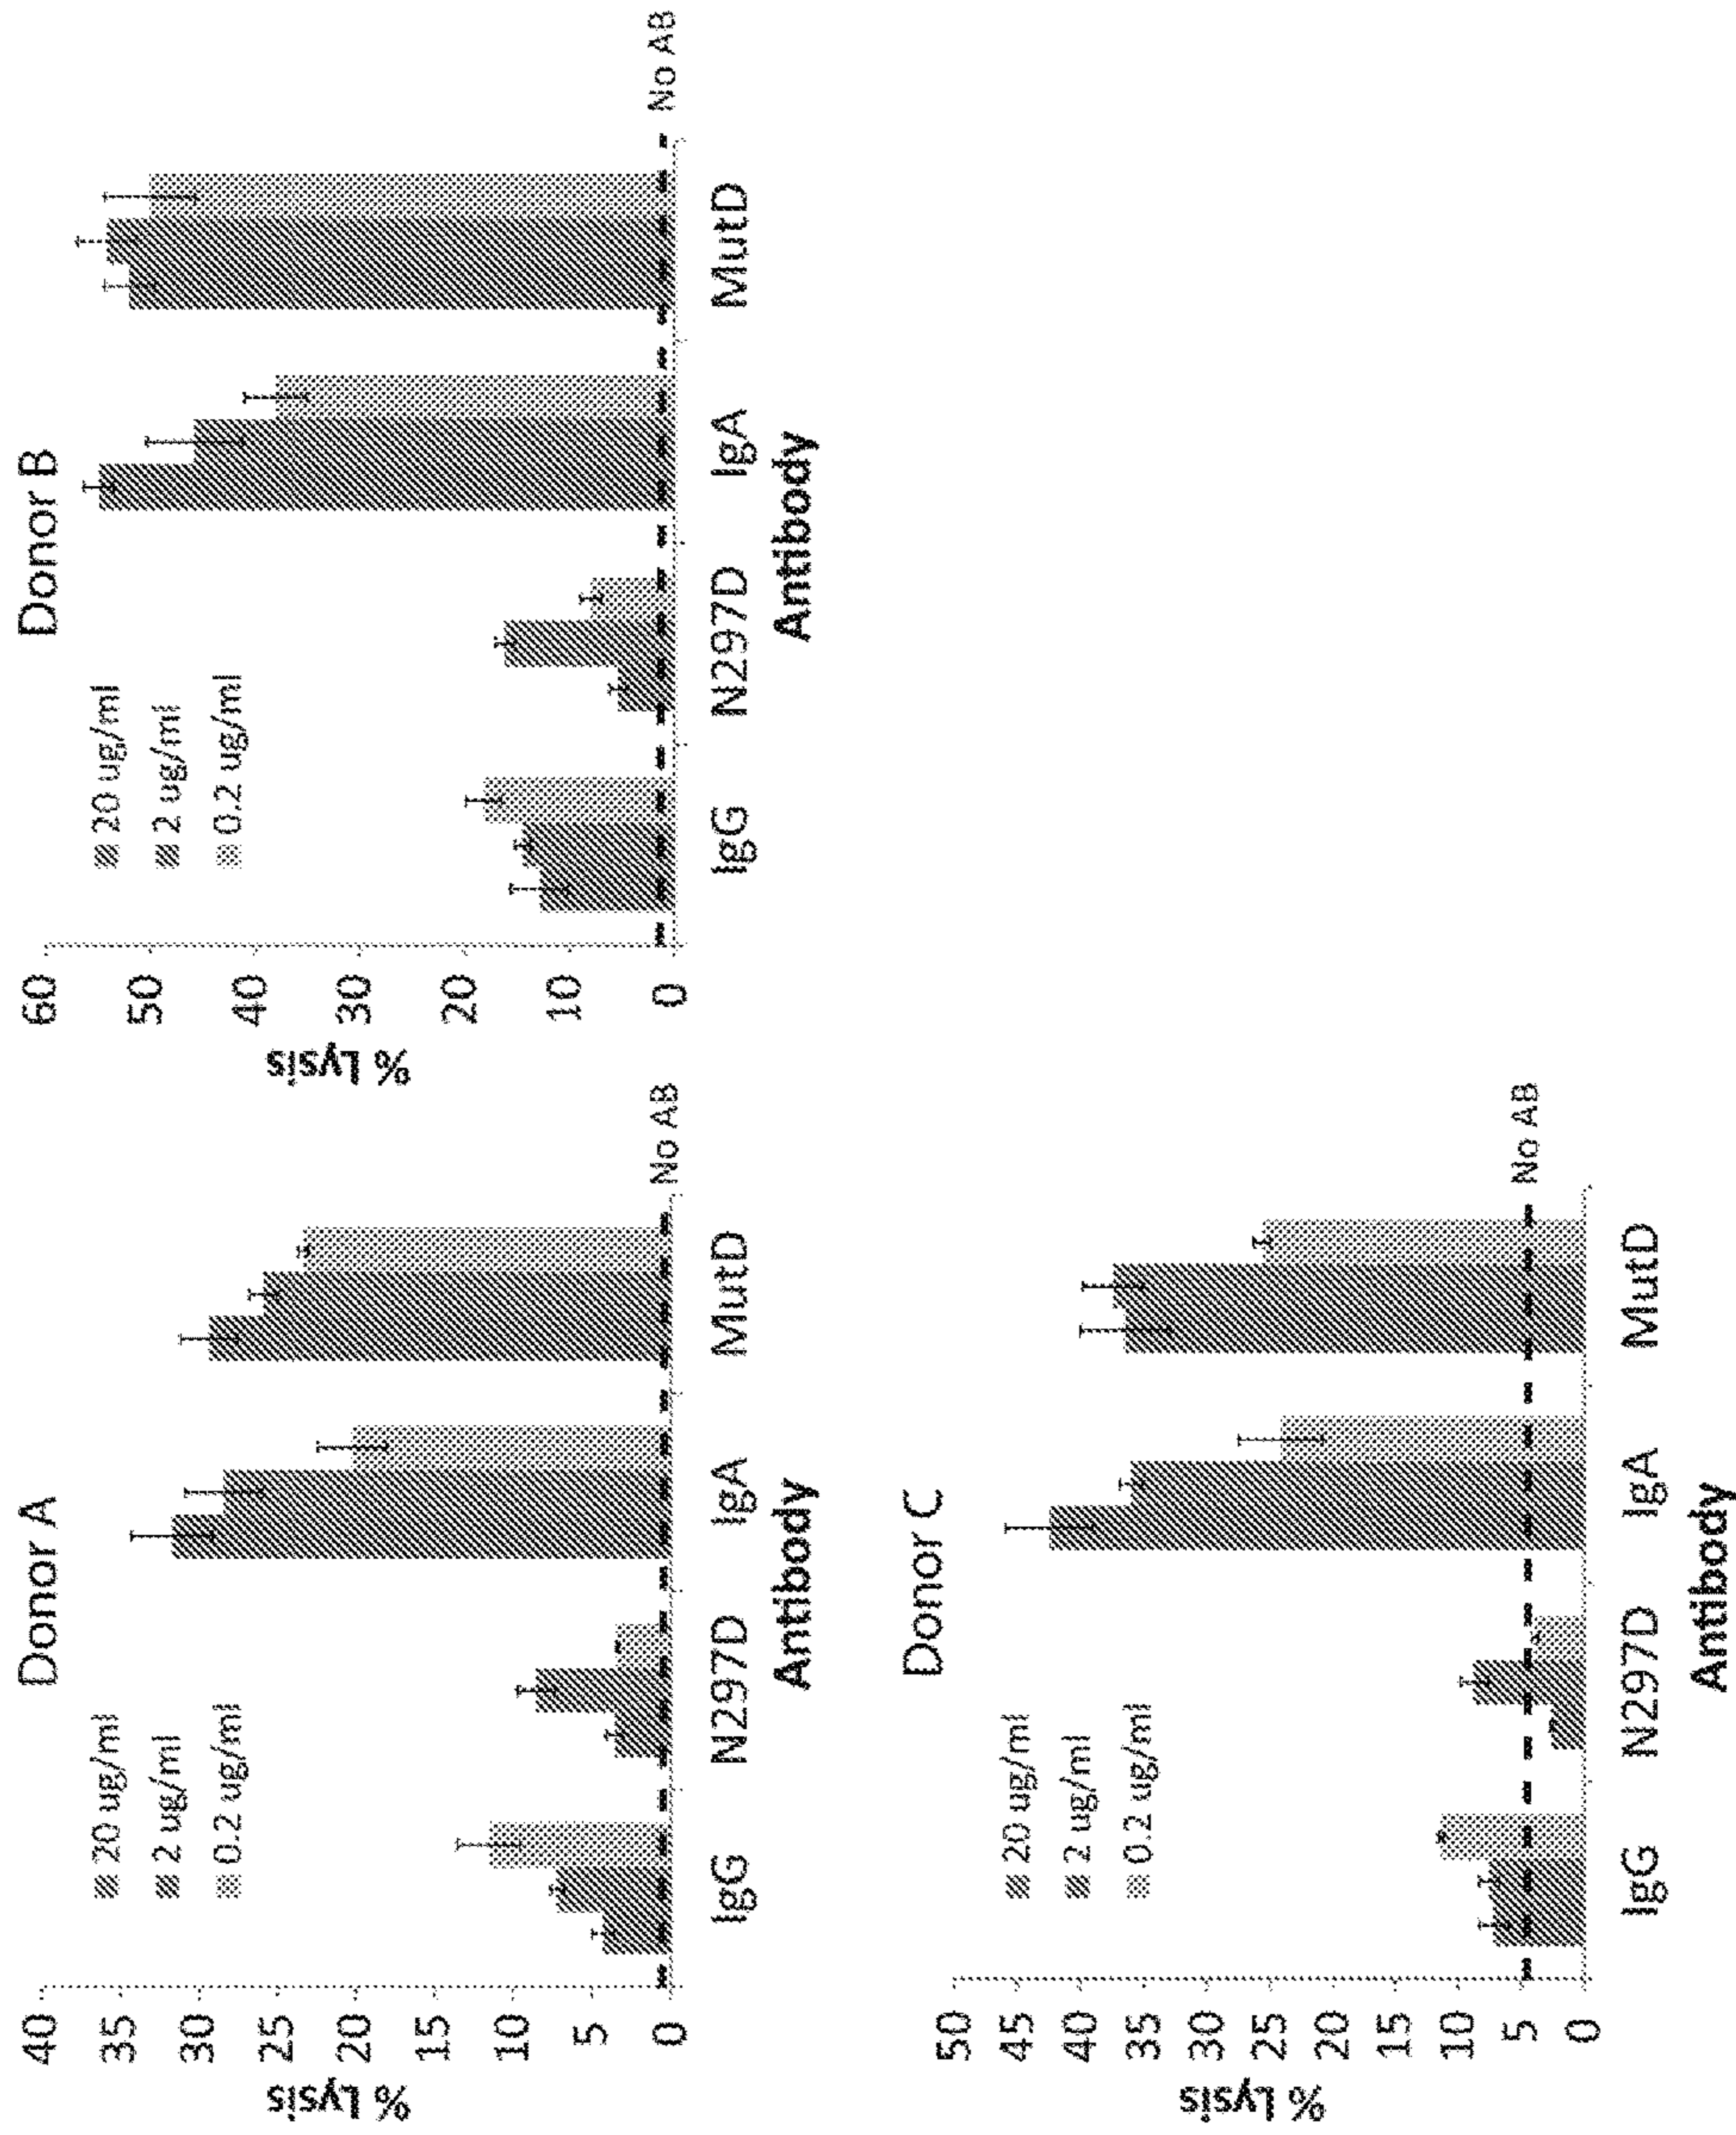 Donor A
% Lysis
40
35
30
25
20
15
10
5
0
20 ug/ml
2 ug/ml
0.2 ug/ml
No AB
IgG N297D IgA MutD
Antibody
Donor B
% Lysis
60
50
40
30
20
10
0
20 ug/ml
2 ug/ml
0.2 ug/ml
No AB
IgG N297D IgA MutD
Antibody
Donor C
% Lysis
50
45
40
35
30
25
20
15
10
5
0
20 ug/ml
2 ug/ml
0.2 ug/ml
No AB
IgG N297D IgA MutD
Antibody